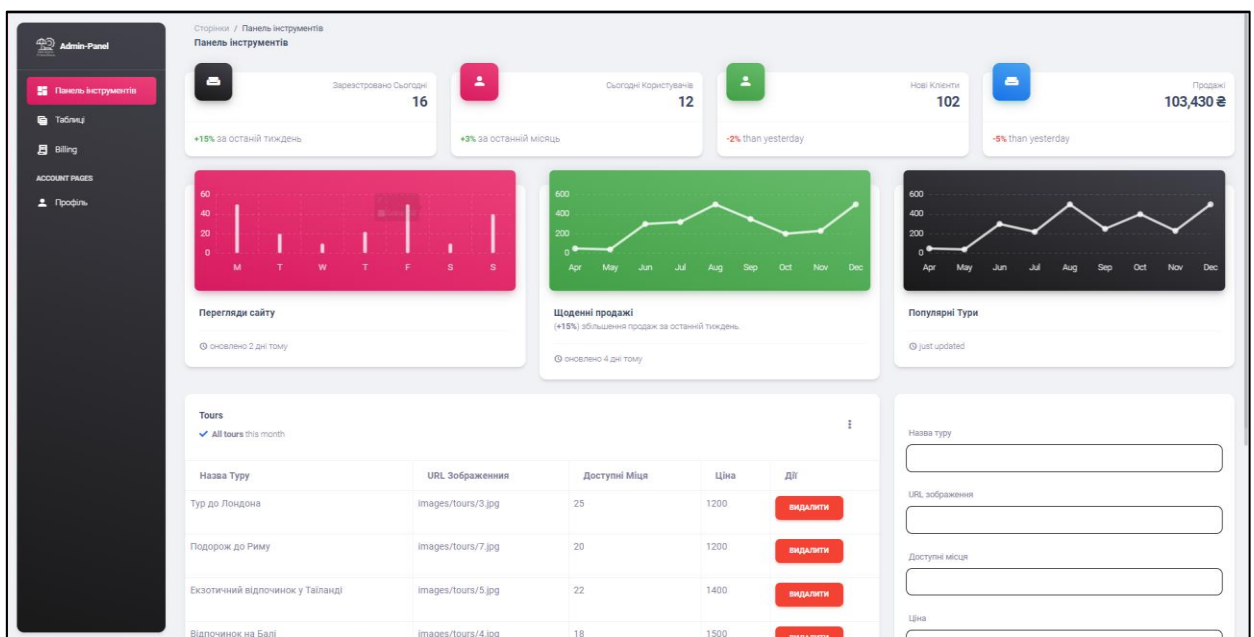 Admin-Panel
Панель інструментів
Таблиці
Billing
ACCOUNT PAGES
Профіль
Сторінки / Панель інструментів
Панель інструментів
Зареєстровано Сьогодні
16
+15% за останій тиждень
Сьогодні Користувачів
12
+3% за останній місяць
Нові Клієнти
102
-2% than yesterday
Продажі
103,430 ₴
-5% than yesterday
60
40
20
0
M T W T F S S
Перегляди сайту
оновлено 2 дні тому
600
400
200
0
Apr May Jun Jul Aug Sep Oct Nov Dec
Щоденні продажі
(+15%) збільшення продаж за останній тиждень.
оновлено 4 дні тому
600
400
200
0
Apr May Jun Jul Aug Sep Oct Nov Dec
Популярні Тури
just updated
Tours
All tours this month
Назва Туру URL Зображенния Доступні Міця Ціна Дії
Тур до Лондона images/tours/3.jpg 25 1200 ВИДАЛИТИ
Подорож до Риму images/tours/7.jpg 20 1200 ВИДАЛИТИ
Екзотичний відпочинок у Таїланді images/tours/5.jpg 22 1400 ВИДАЛИТИ
Відпочинок на Балі images/tours/4.jpg 18 1500 ВИДАЛИТИ
Назва туру
URL зображення
Доступні місця
Ціна